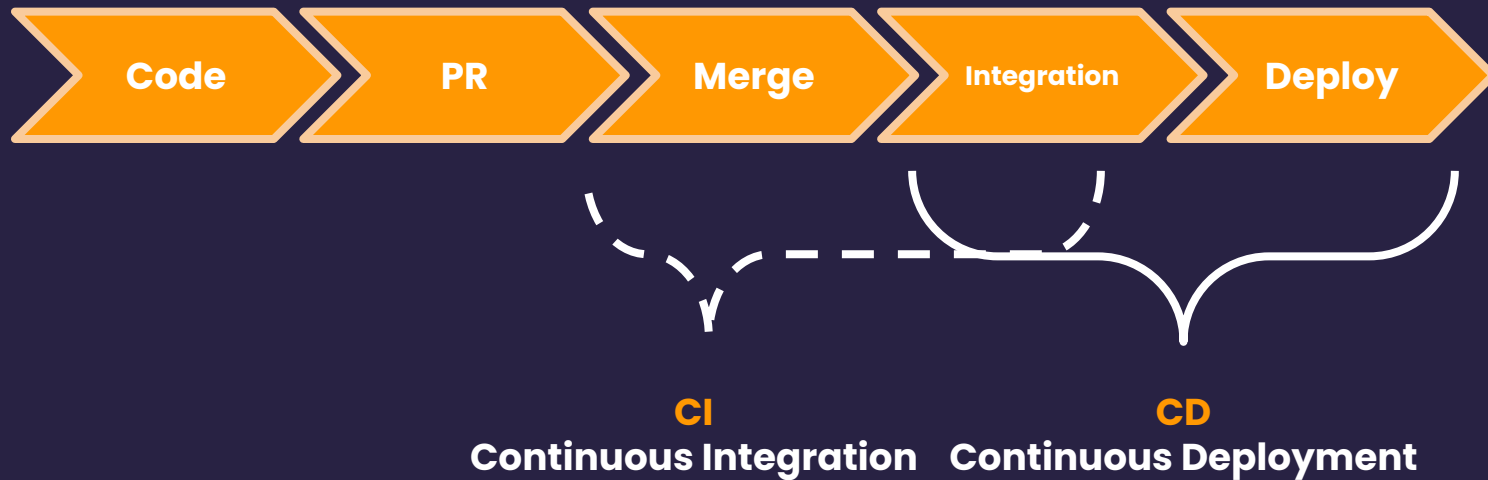 Code
PR
Merge
Integration
Deploy
CI
Continuous Integration
CD
Continuous Deployment